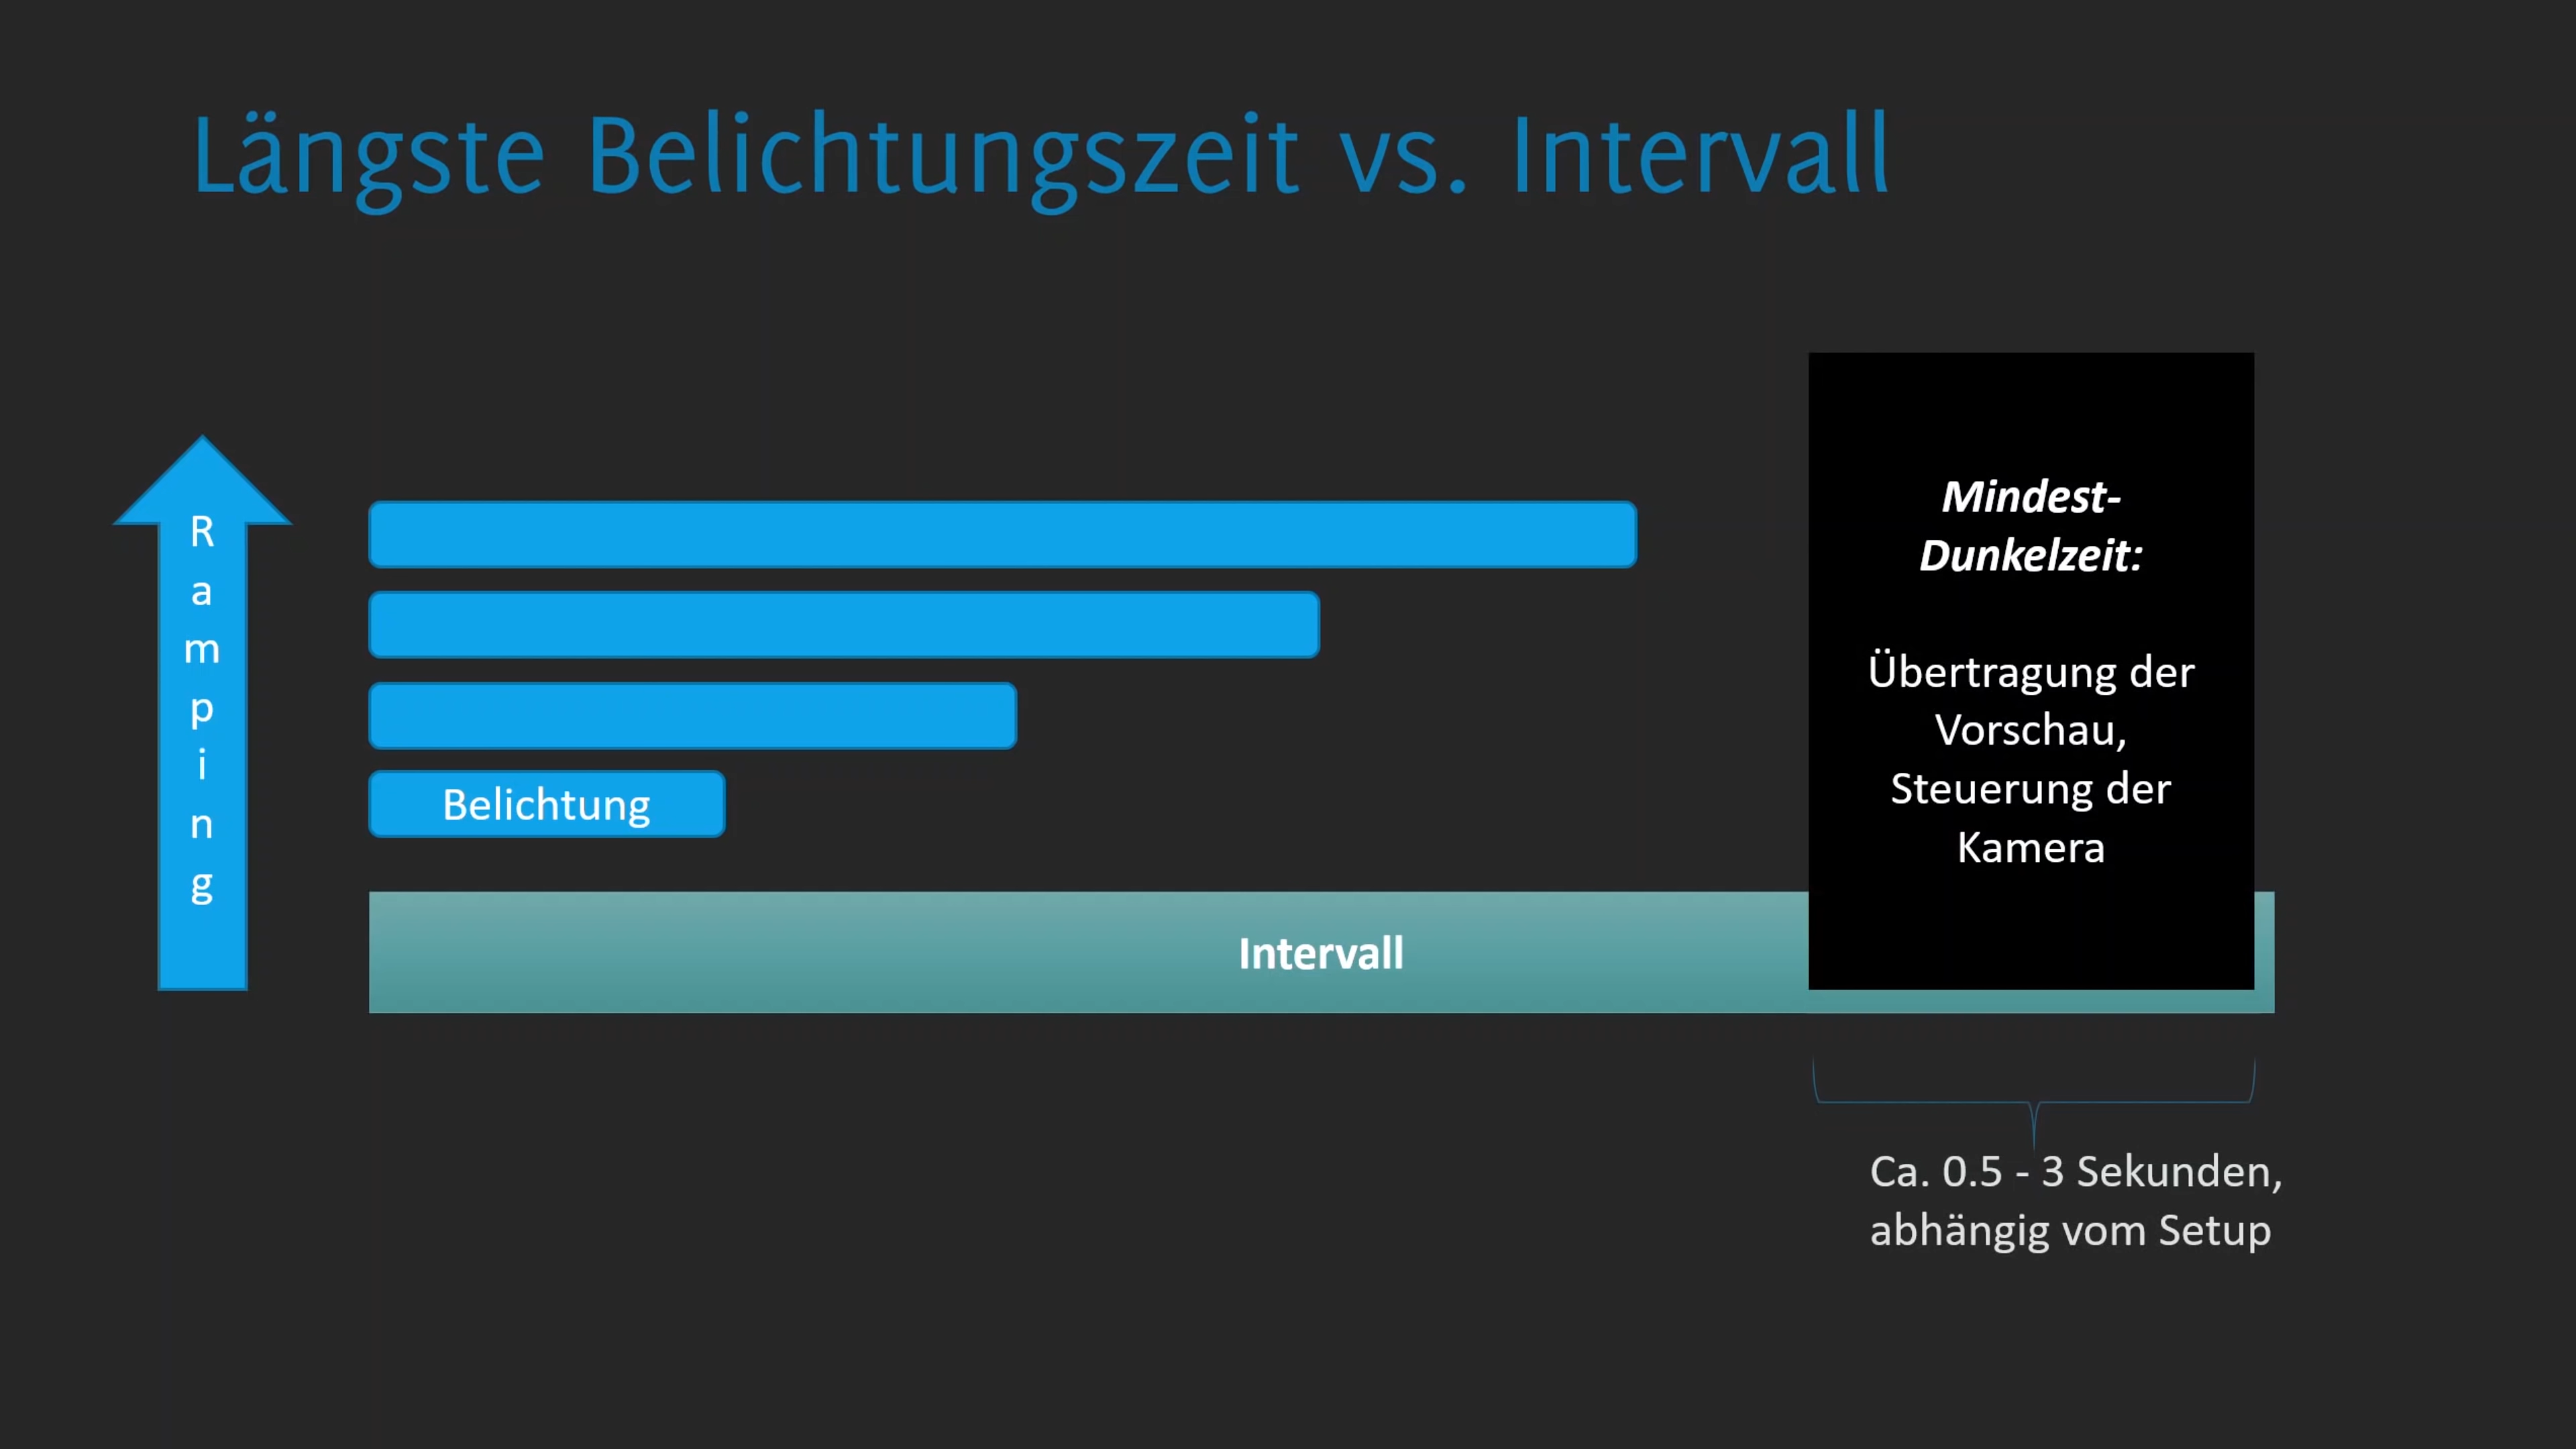 Längste Belichtungszeit vs. Intervall
Ramping
Belichtung
Intervall
Mindest-
Dunkelzeit:
Übertragung der
Vorschau,
Steuerung der
Kamera
Ca. 0.5 - 3 Sekunden,
abhängig vom Setup